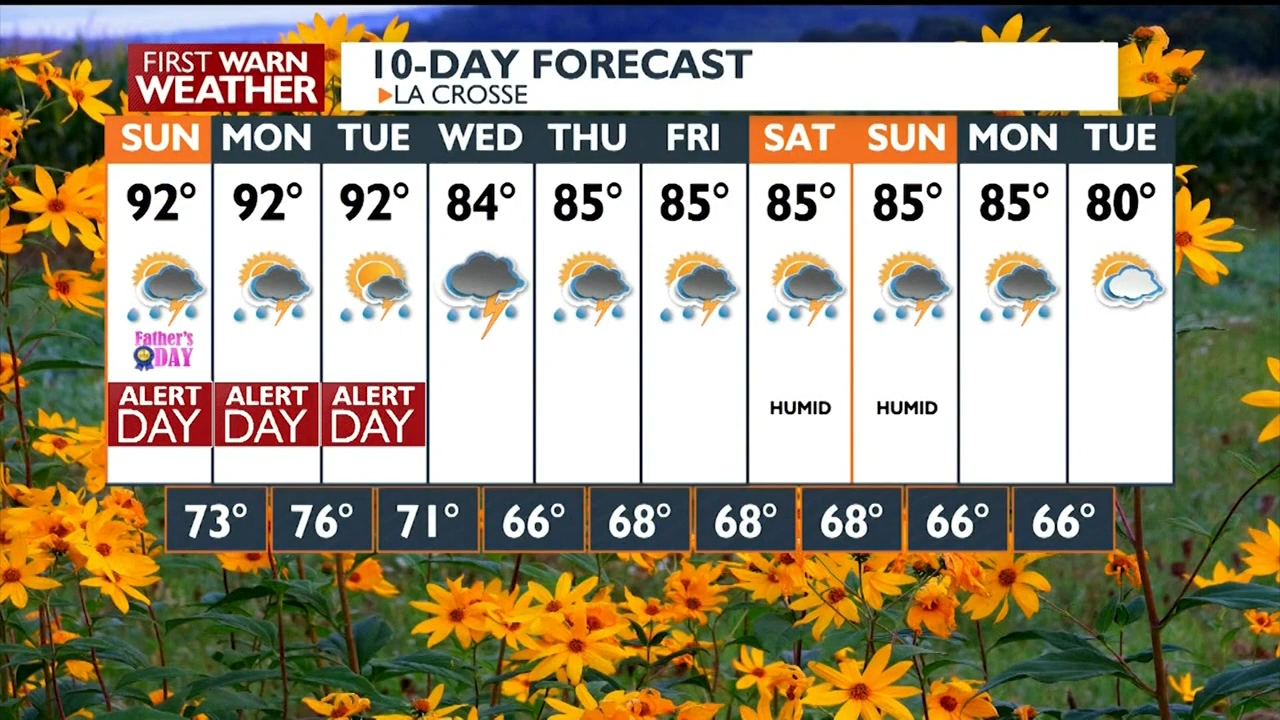 FIRST WARN
WEATHER
10-DAY FORECAST
LA CROSSE
SUN MON TUE WED THU FRI SAT SUN MON TUE
92° 92° 92° 84° 85° 85° 85° 85° 85° 80°
Father's
DAY
ALERT ALERT ALERT
DAY DAY DAY
HUMID HUMID
73° 76° 71° 66° 68° 68° 68° 66° 66°